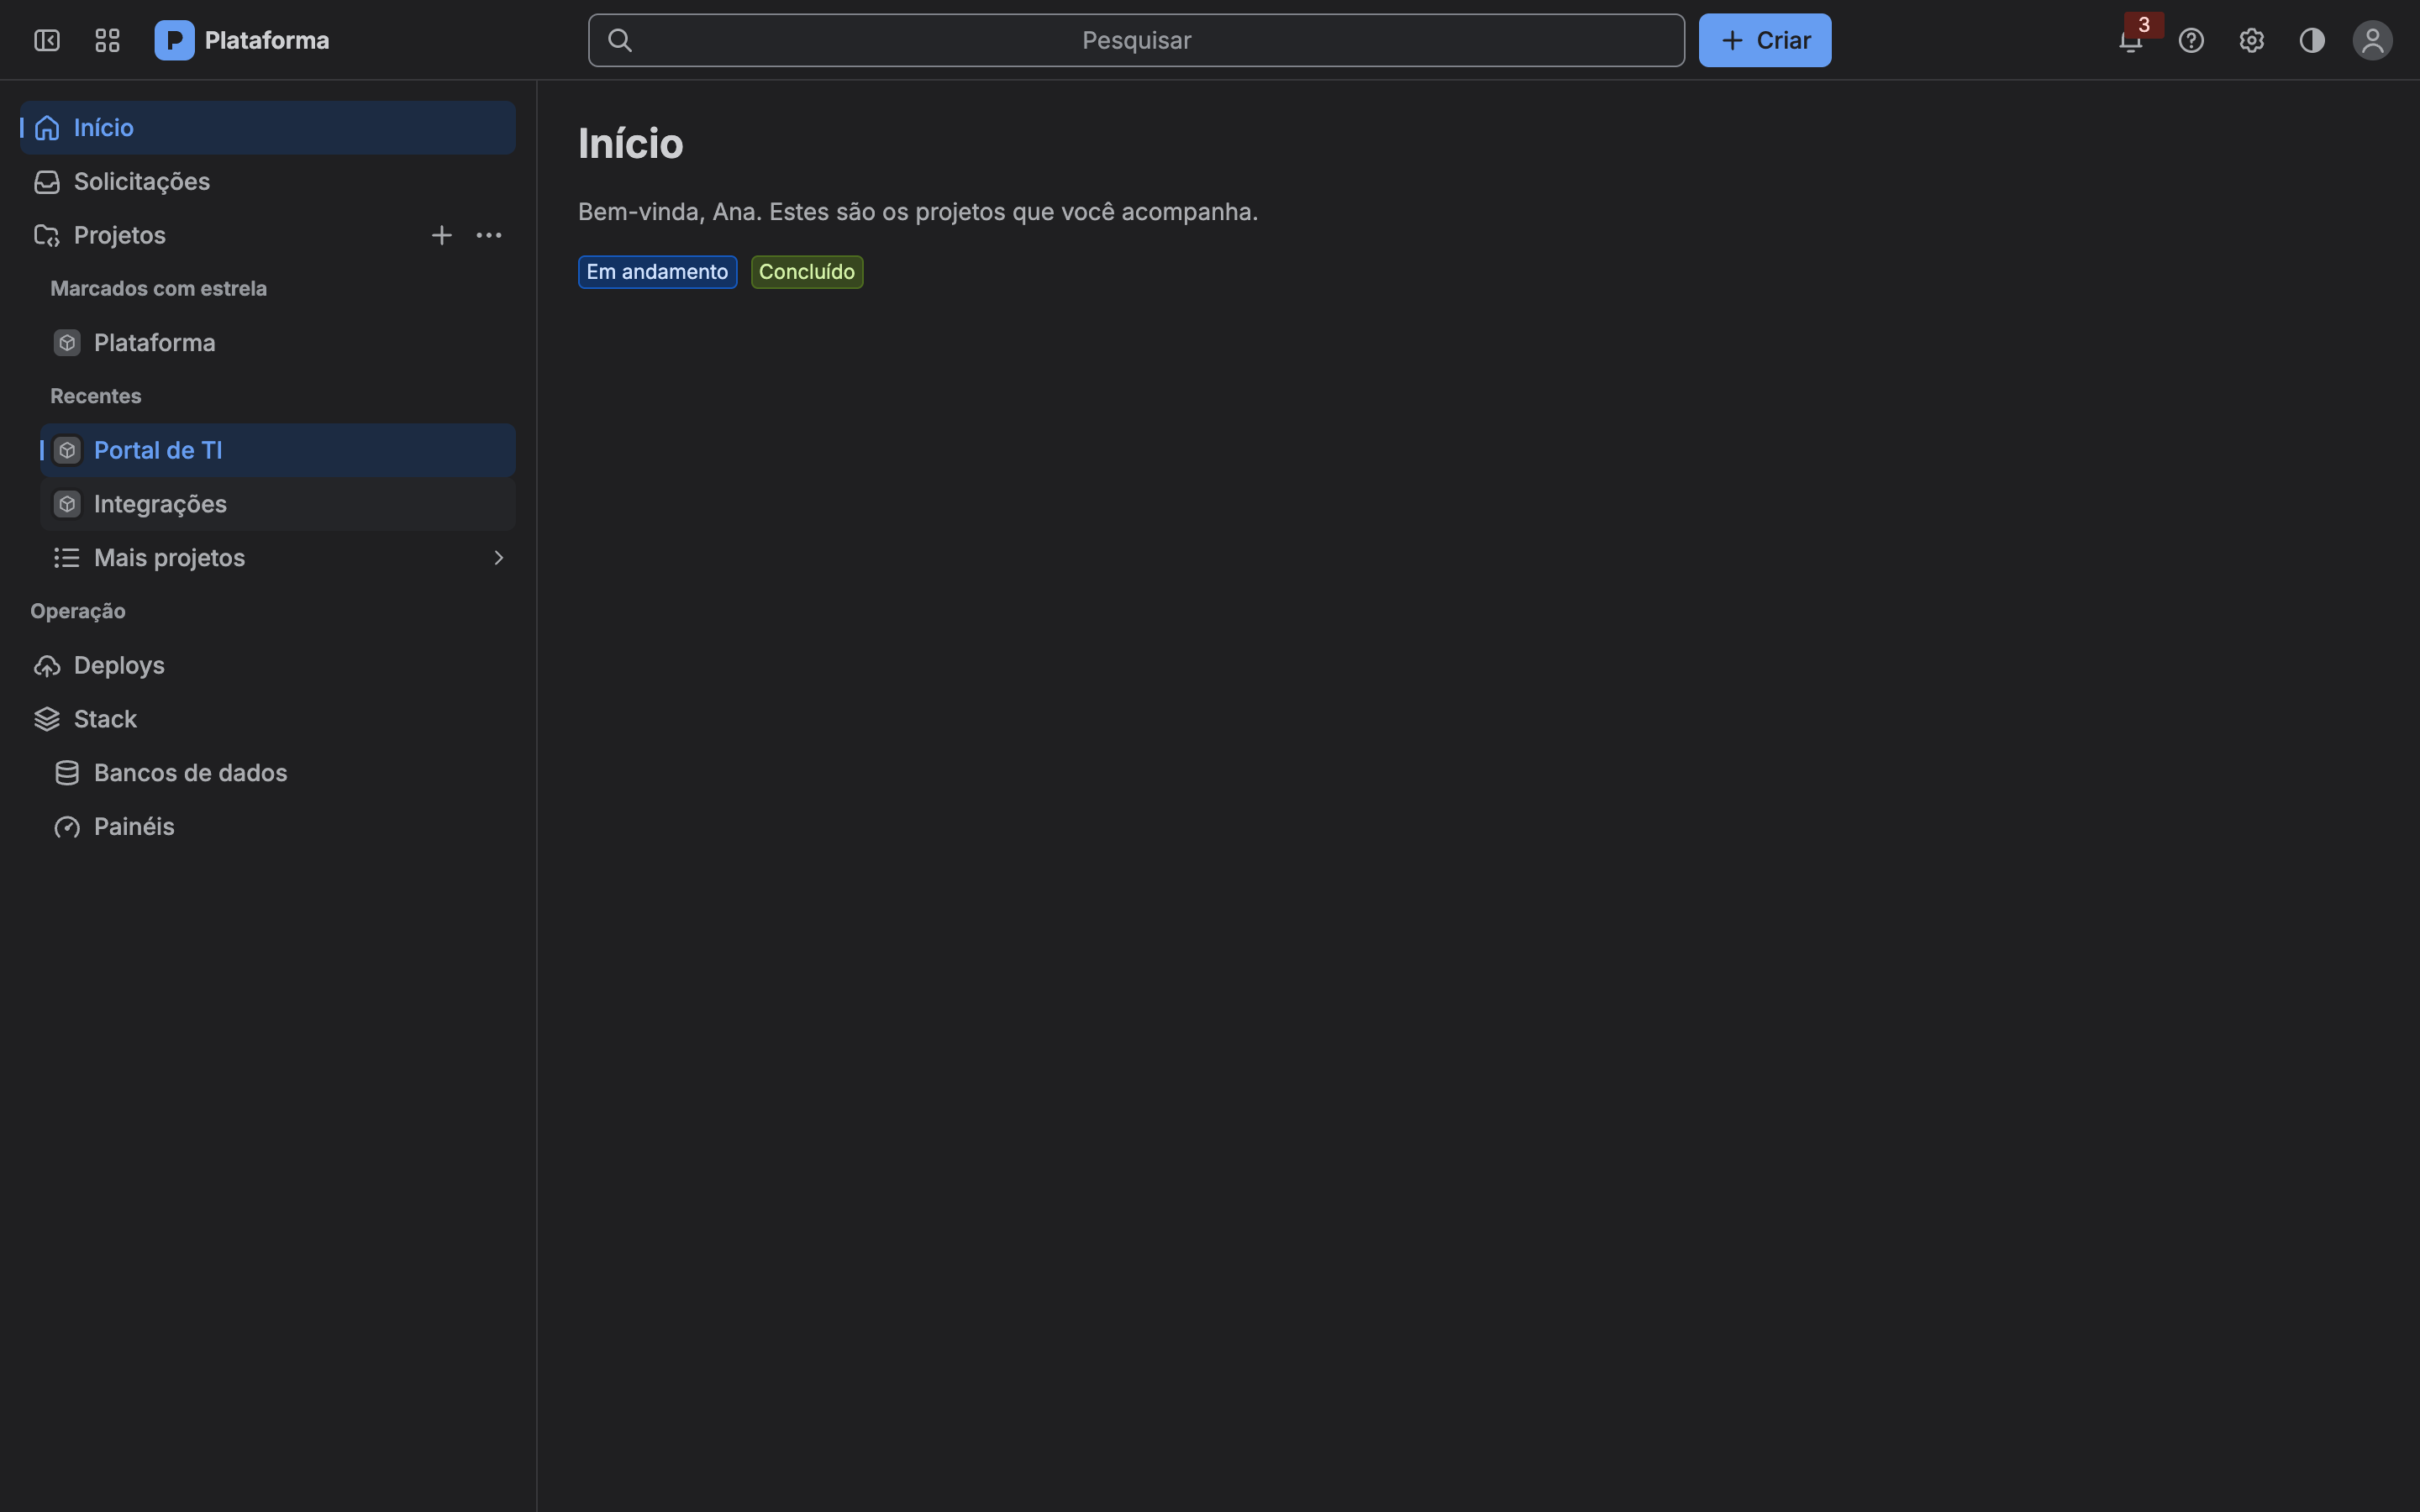 Plataforma
Pesquisar
Criar
3
Início
Solicitações
Projetos
Marcados com estrela
Plataforma
Recentes
Portal de TI
Integrações
Mais projetos
Operação
Deploys
Stack
Bancos de dados
Painéis
Início
Bem-vinda, Ana. Estes são os projetos que você acompanha.
Em andamento Concluído